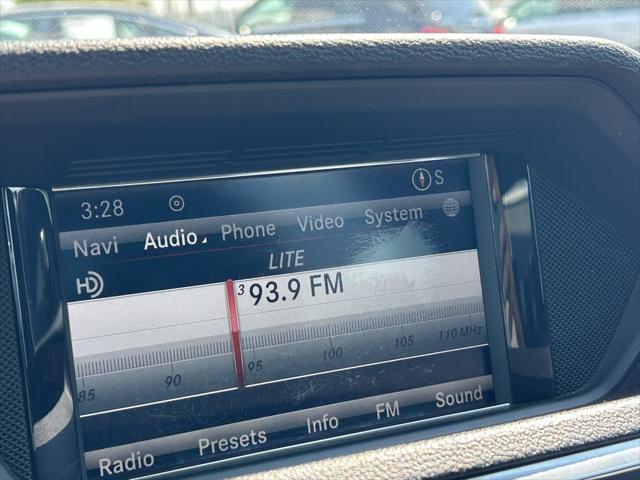 3:28 S
Navi Audio Phone Video System
LITE
HD
3 93.9 FM
85 90 95 100 105 110 MHz
Radio Presets Info FM Sound